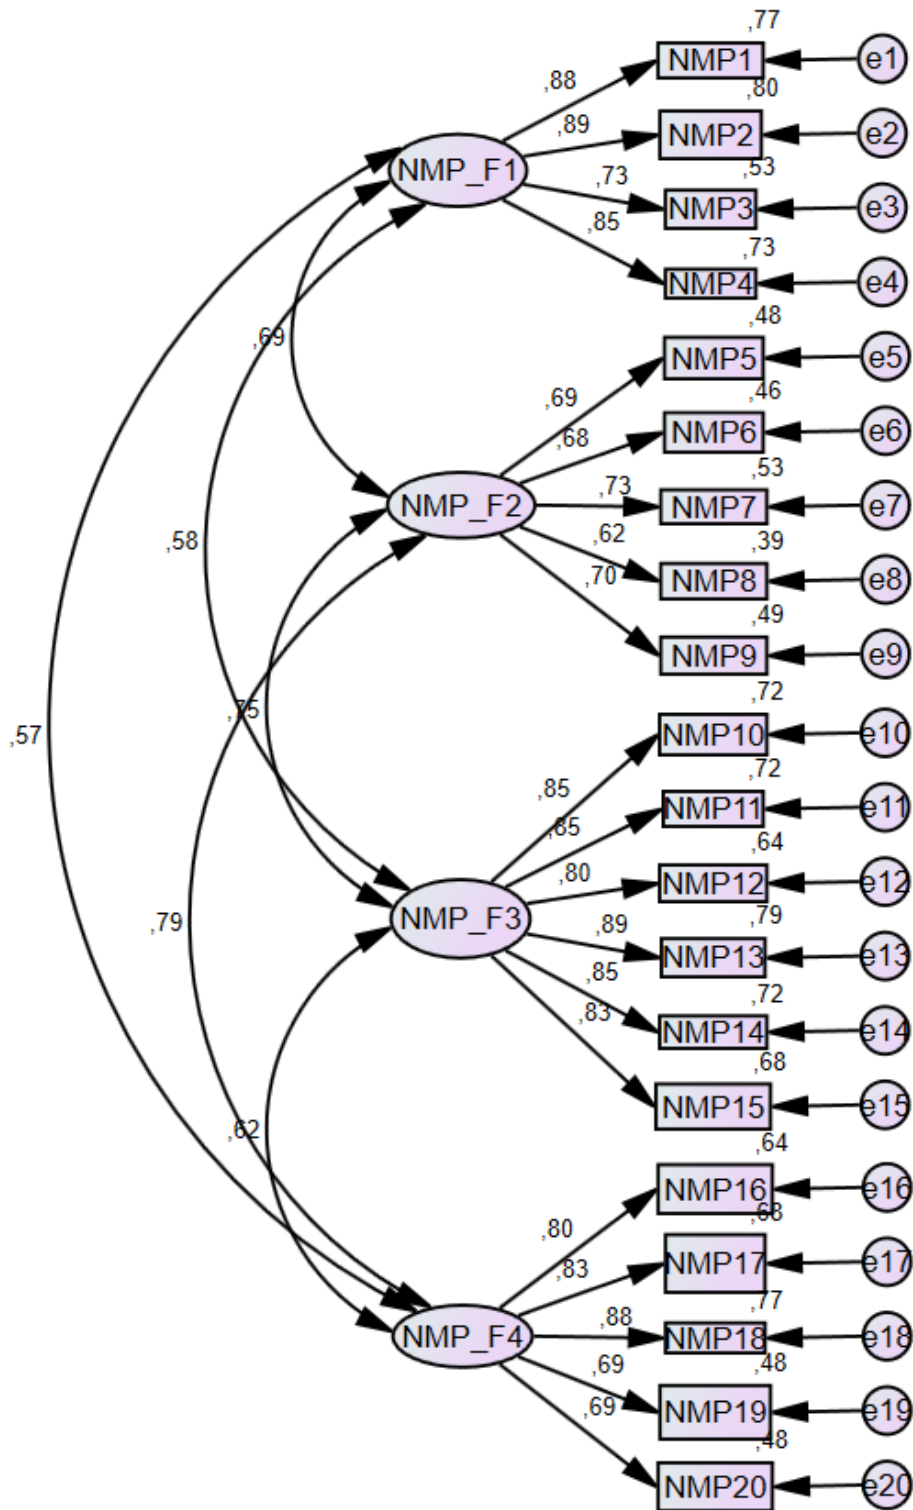 ,77
NMP1
e1
,88
,80
NMP2
e2
,89
,53
NMP_F1
NMP3
e3
,73
,73
NMP4
e4
,85
,48
NMP5
e5
,69
,69
,46
NMP6
e6
,68
,53
NMP_F2
NMP7
e7
,73
,39
NMP8
e8
,62
,49
NMP9
e9
,70
,58
,72
NMP10
e10
,85
,75
,57
,72
NMP11
e11
,85
,64
NMP12
e12
,80
,79
NMP_F3
NMP13
e13
,89
,72
NMP14
e14
,85
,68
NMP15
e15
,83
,79
,62
,64
NMP16
e16
,80
,68
NMP17
e17
,83
,77
NMP_F4
NMP18
e18
,88
,48
NMP19
e19
,69
,48
NMP20
e20
,69